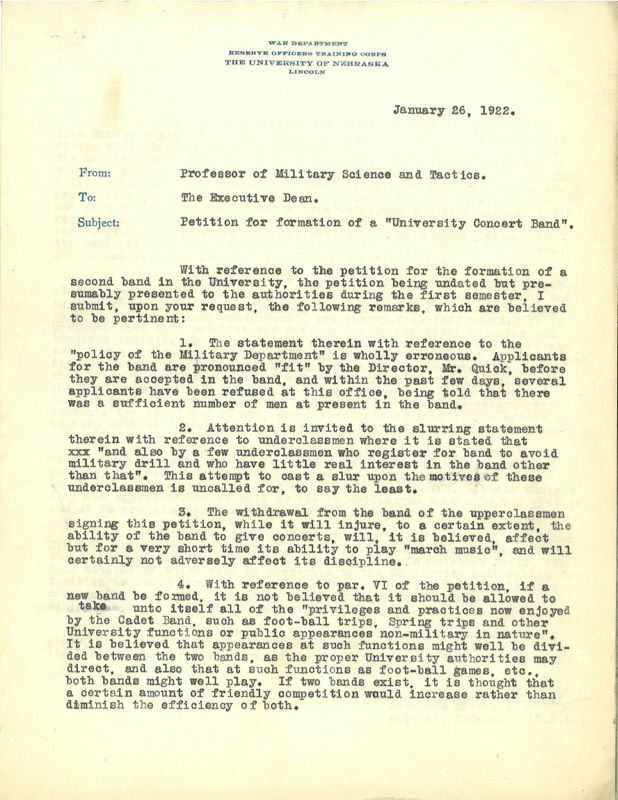 WAR DEPARTMENT
RESERVE OFFICERS TRAINING CORPS
THE UNIVERSITY OF NEBRASKA
LINCOLN
January 26, 1922.
From: Professor of Military Science and Tactics.
To: The Executive Dean.
Subject: Petition for formation of a "University Concert Band".
With reference to the petition for the formation of a
second band in the University, the petition being undated but pre-
sumably presented to the authorities during the first semester, I
submit, upon your request, the following remarks, which are believed
to be pertinent:
1. The statement therein with reference to the
"policy of the Military Department" is wholly erroneous. Applicants
for the band are pronounced "fit" by the Director, Mr. Quick, before
they are accepted in the band, and within the past few days, several
applicants have been refused at this office, being told that there
was a sufficient number of men at present in the band.
2. Attention is invited to the slurring statement
therein with reference to underclassmen where it is stated that
xxx "and also by a few underclassmen who register for band to avoid
military drill and who have little real interest in the band other
than that". This attempt to cast a slur upon the motives of these
underclassmen is uncalled for, to say the least.
3. The withdrawal from the band of the upperclassmen
signing this petition, while it will injure, to a certain extent, the
ability of the band to give concerts, will, it is believed, affect
but for a very short time its ability to play "march music", and will
certainly not adversely affect its discipline.
4. With reference to par. VI of the petition, if a
new band be formed, it is not believed that it should be allowed to
take unto itself all of the "privileges and practices now enjoyed
by the Cadet Band, such as foot-ball trips, Spring trips and other
University functions or public appearances non-military in nature".
It is believed that appearances at such functions might well be divi-
ded between the two bands, as the proper University authorities may
direct, and also that at such functions as foot-ball games, etc.,
both bands might well play. If two bands exist, it is thought that
a certain amount of friendly competition would increase rather than
diminish the efficiency of both.